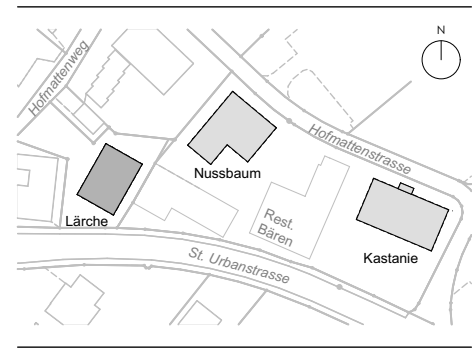 N
Hofmattenweg
Hofmattenstrasse
Nussbaum
Lärche
Rest.
Bären
Kastanie
St. Urbanstrasse